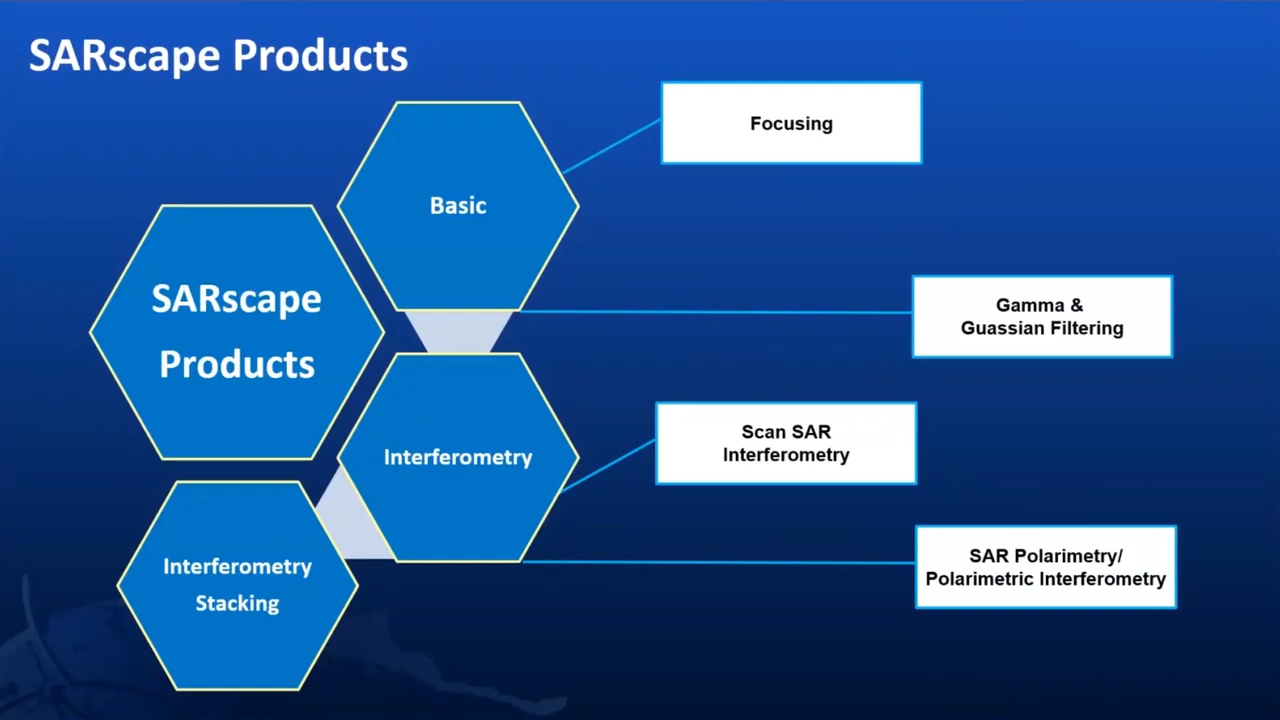 SARscape Products
Focusing
Basic
SARscape
Products
Gamma &
Guassian Filtering
Interferometry
Scan SAR
Interferometry
Interferometry
Stacking
SAR Polarimetry/
Polarimetric Interferometry